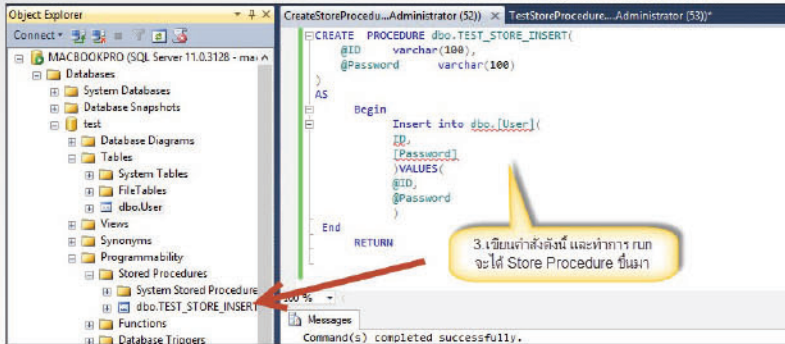 Object Explorer
Connect
MACBOOKPRO (SQL Server 11.0.3128 - ma
Databases
System Databases
Database Snapshots
test
Database Diagrams
Tables
System Tables
FileTables
dbo.User
Views
Synonyms
Programmability
Stored Procedures
System Stored Procedure
dbo.TEST_STORE_INSERT
Functions
Database Triggers
CreateStoreProcedu...Administrator (52)) TestStoreProcedure....Administrator (53))*
CREATE PROCEDURE dbo.TEST_STORE_INSERT(
@ID varchar(100),
@Password varchar(100)
)
AS
Begin
Insert into dbo.[User](
ID,
[Password]
)VALUES(
@ID,
@Password
)
End
RETURN
3.เขียนคำสั่งดังนี้ และทำการ run
จะได้ Store Procedure ขึ้นมา
100 %
Messages
Command(s) completed successfully.